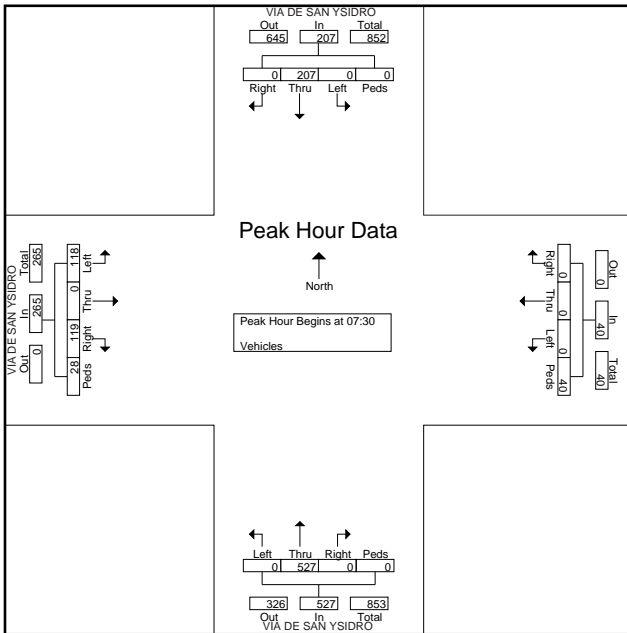 VIA DE SAN YSIDRO
Out In Total
645 207 852
0 207 0 0
Right Thru Left Peds
Peak Hour Data
North
Peak Hour Begins at 07:30
Vehicles
VIA DE SAN YSIDRO
Out In Total
0 265 265
Left Thru Right Peds
118 0 119 28
Right Thru Left Peds
0 0 0 40
Out In Total
0 40 40
Left Thru Right Peds
0 527 0 0
326 527 853
Out In Total
VIA DE SAN YSIDRO